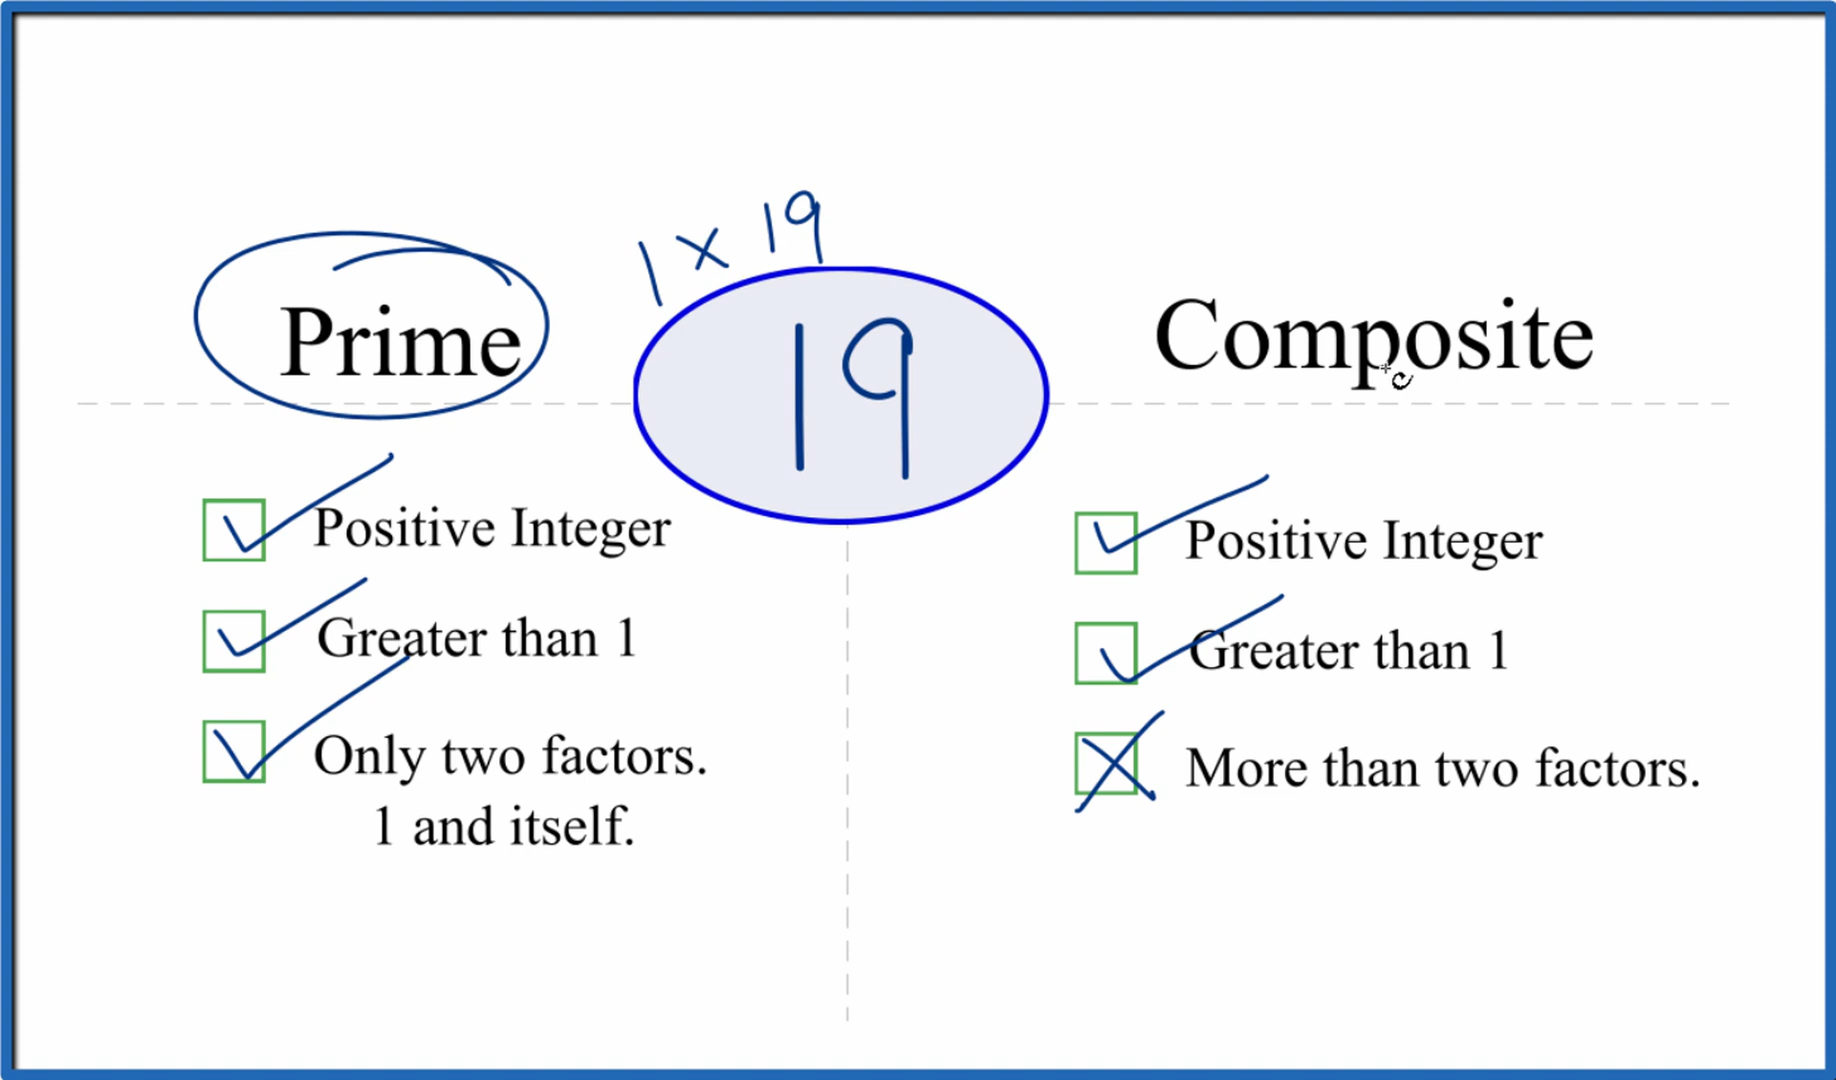 1 x 19
19
Prime
Positive Integer
Greater than 1
Only two factors.
1 and itself.
Composite
Positive Integer
Greater than 1
More than two factors.